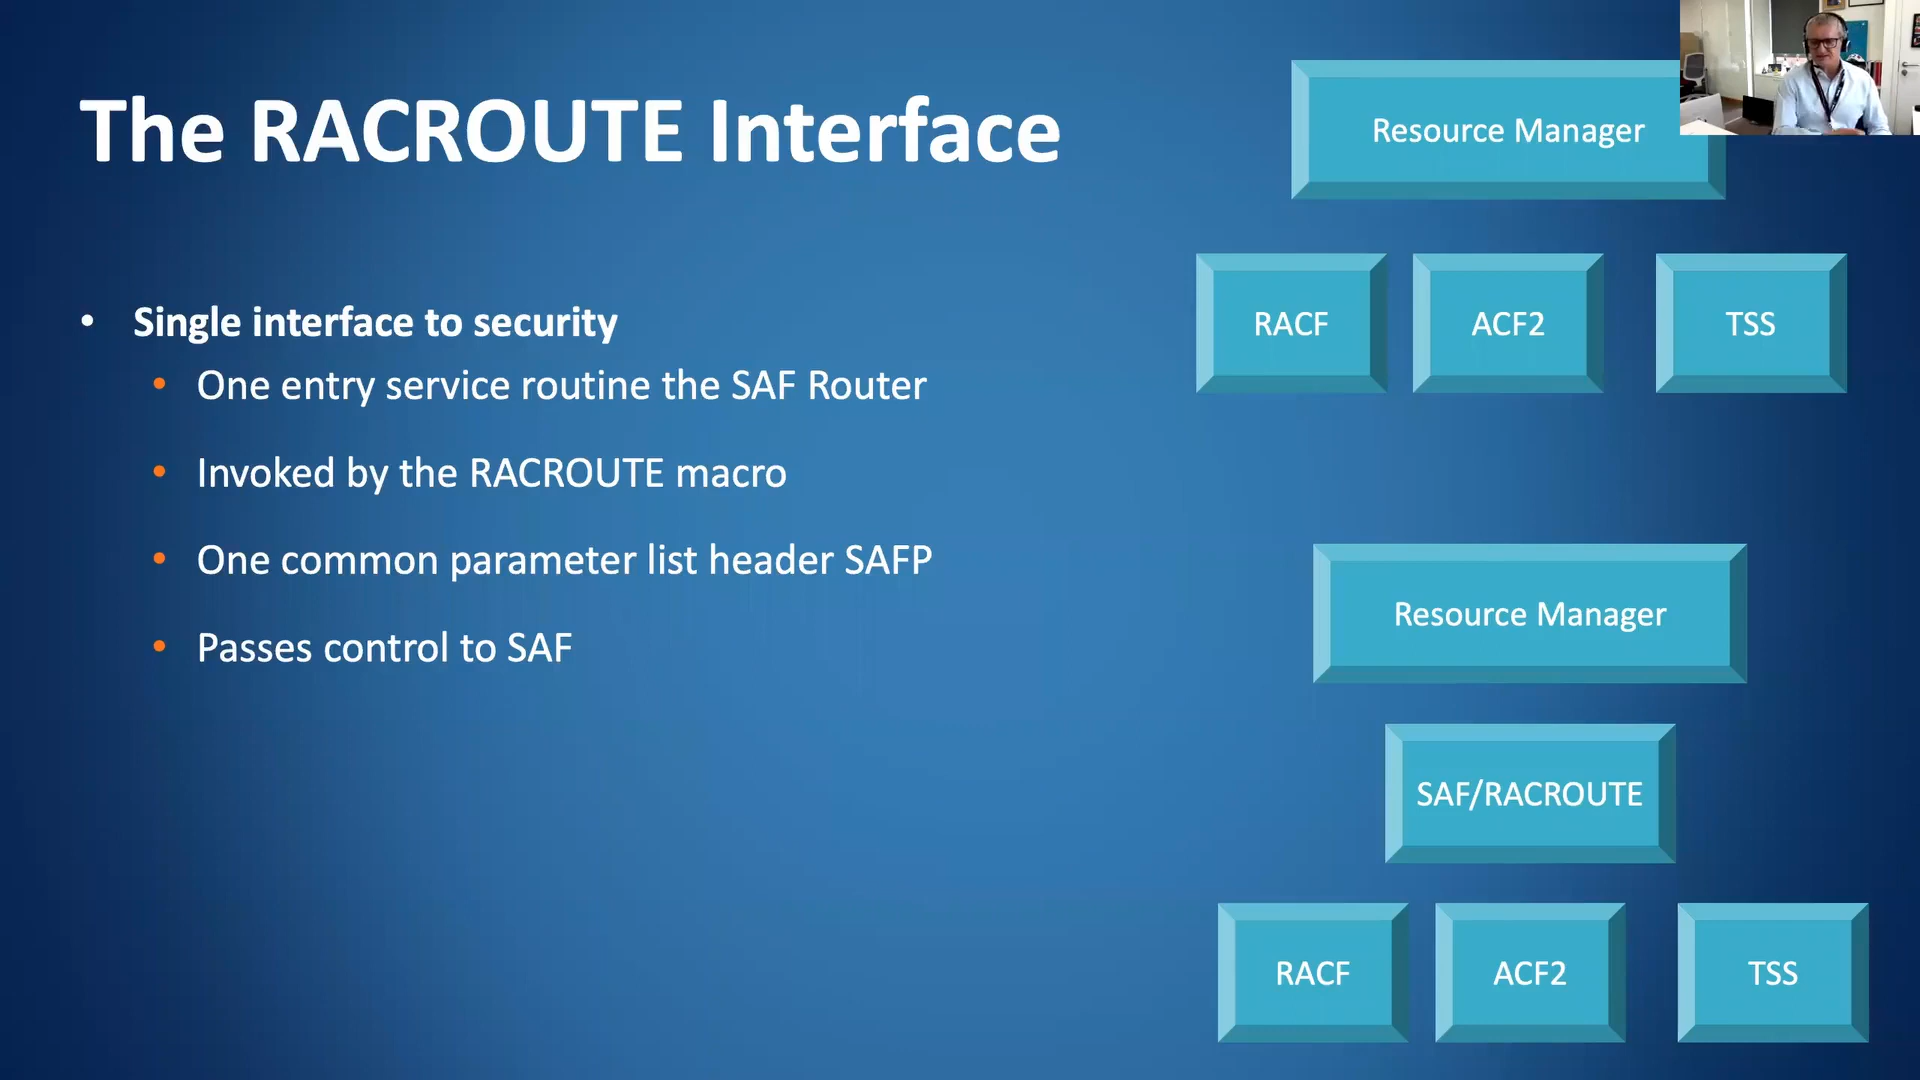 The RACROUTE Interface
• Single interface to security
• One entry service routine the SAF Router
• Invoked by the RACROUTE macro
• One common parameter list header SAFP
• Passes control to SAF
Resource Manager
RACF
ACF2
TSS
Resource Manager
SAF/RACROUTE
RACF
ACF2
TSS